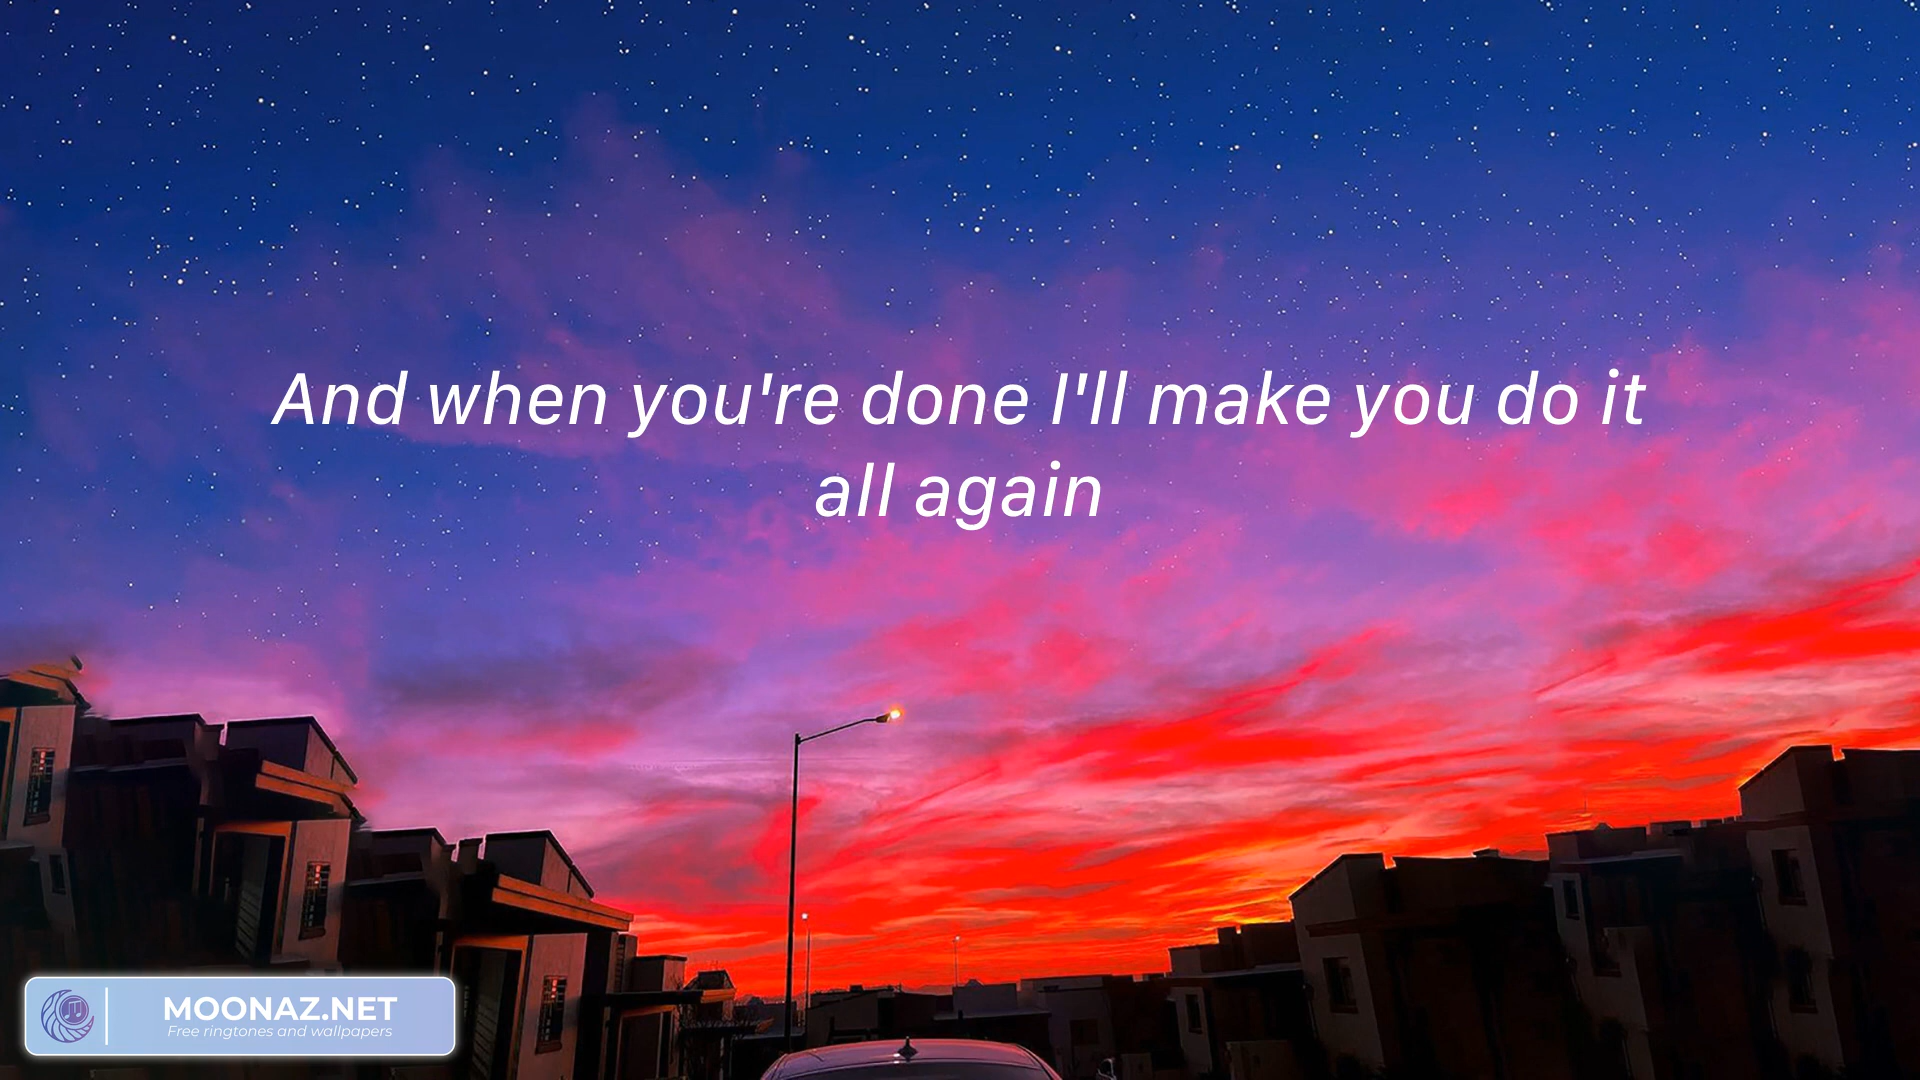 And when you're done I'll make you do it
all again
MOONAZ.NET
Free ringtones and wallpapers